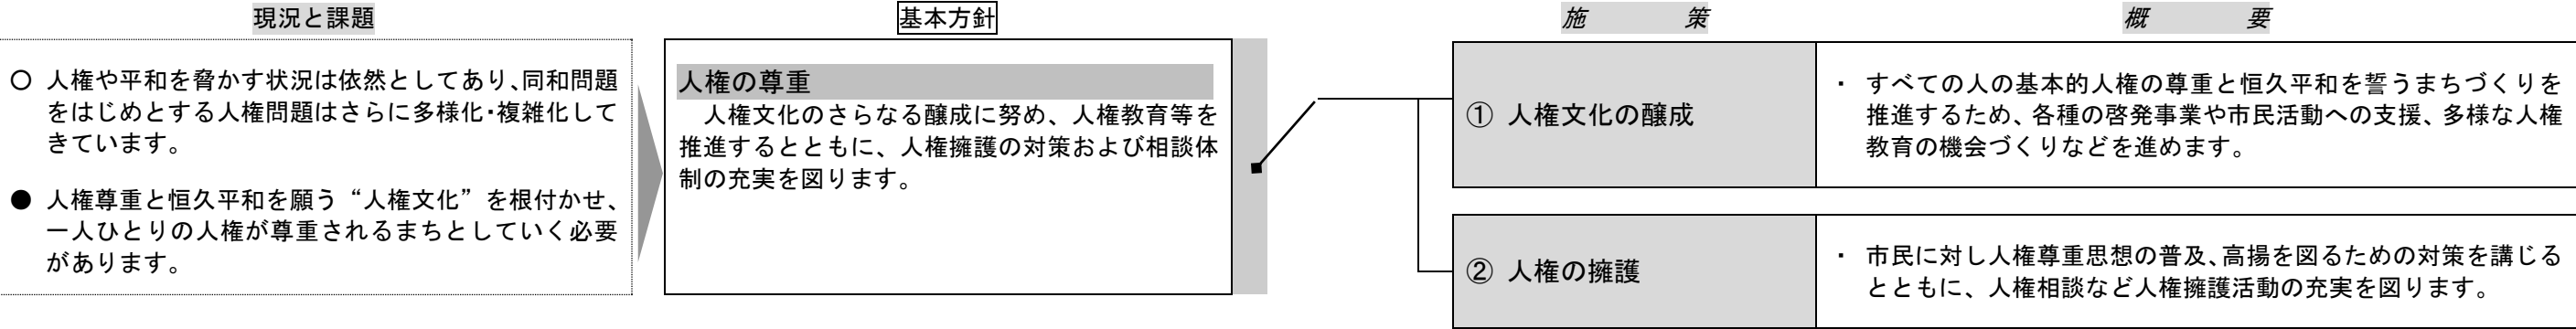 現況と課題
〇 人権や平和を脅かす状況は依然としてあり、同和問題
をはじめとする人権問題はさらに多様化・複雑化して
きています。
● 人権尊重と恒久平和を願う“人権文化”を根付かせ、
一人ひとりの人権が尊重されるまちとしていく必要
があります。
基本方針
人権の尊重
人権文化のさらなる醸成に努め、人権教育等を
推進するとともに、人権擁護の対策および相談体
制の充実を図ります。
施 策
概 要
① 人権文化の醸成
・ すべての人の基本的人権の尊重と恒久平和を誓うまちづくりを
推進するため、各種の啓発事業や市民活動への支援、多様な人権
教育の機会づくりなどを進めます。
② 人権の擁護
・ 市民に対し人権尊重思想の普及、高揚を図るための対策を講じる
とともに、人権相談など人権擁護活動の充実を図ります。